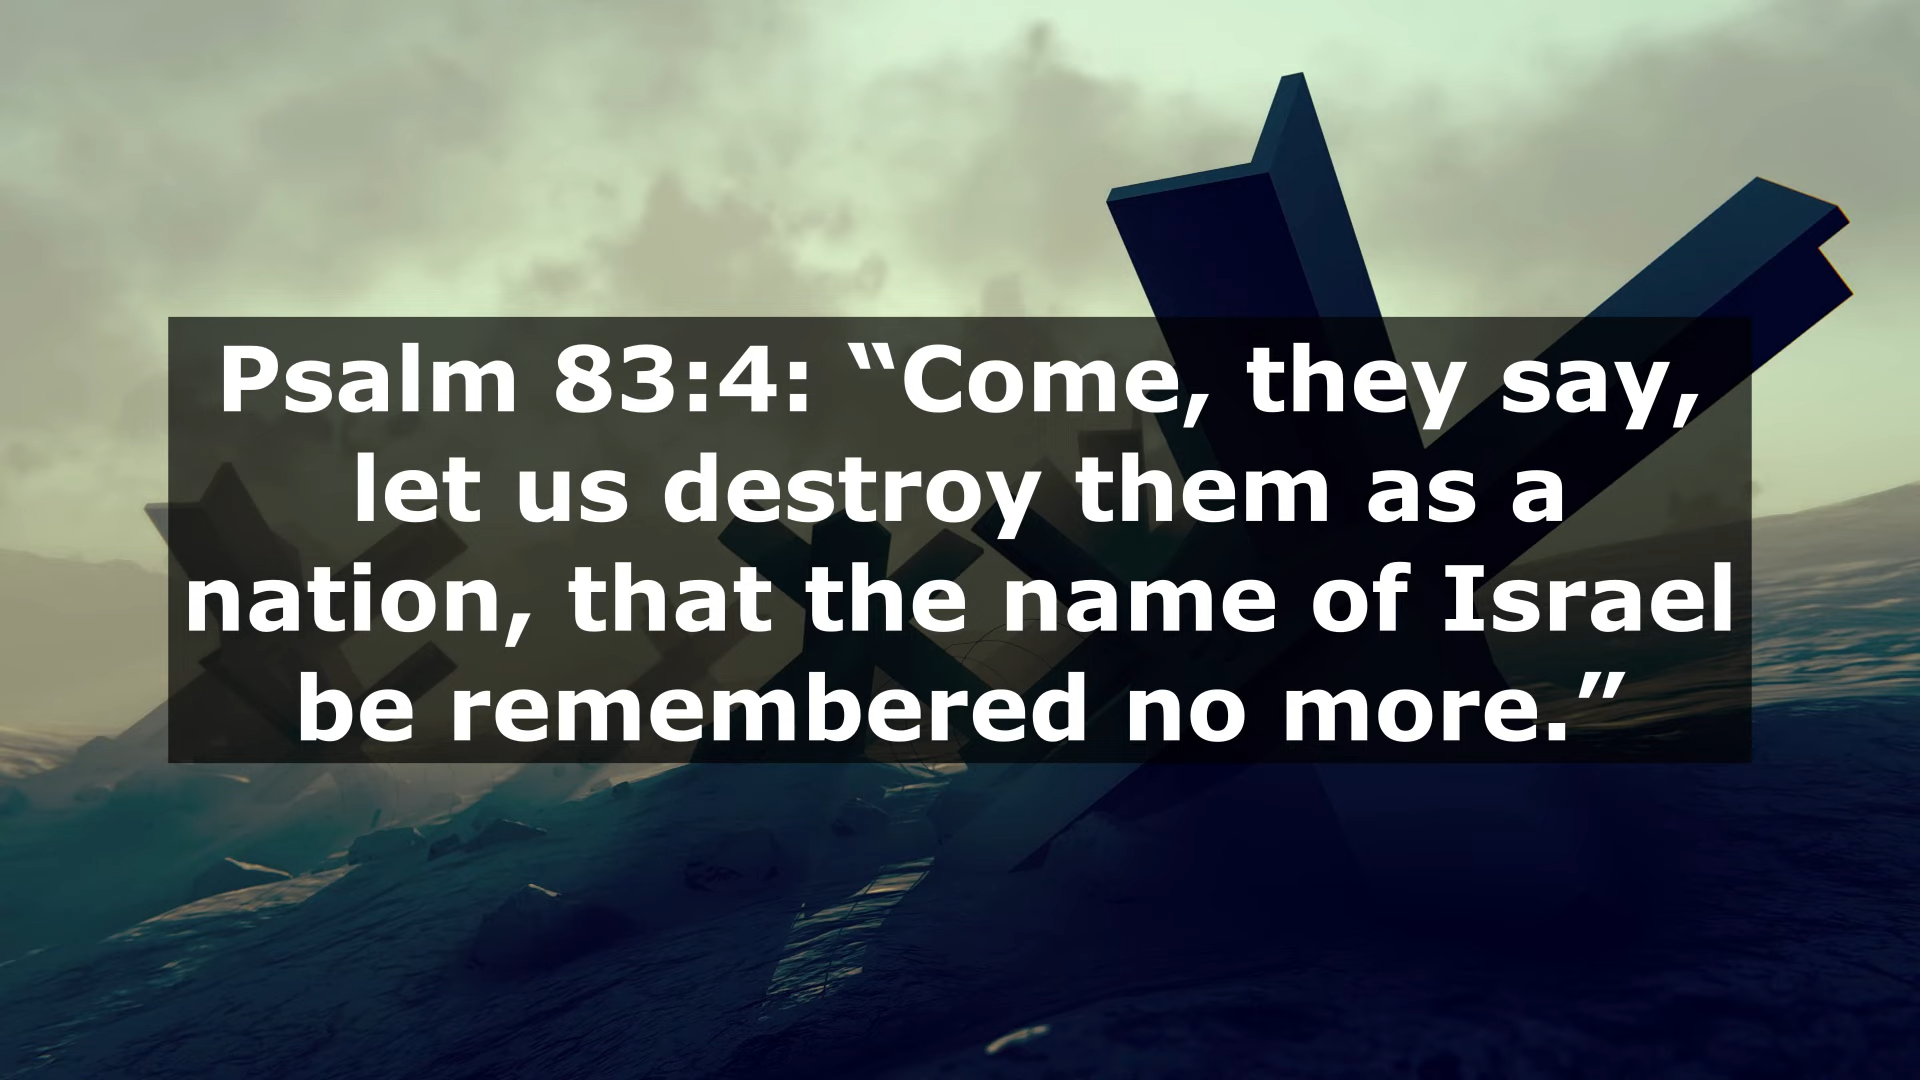 Psalm 83:4: “Come, they say,
let us destroy them as a
nation, that the name of Israel
be remembered no more.”